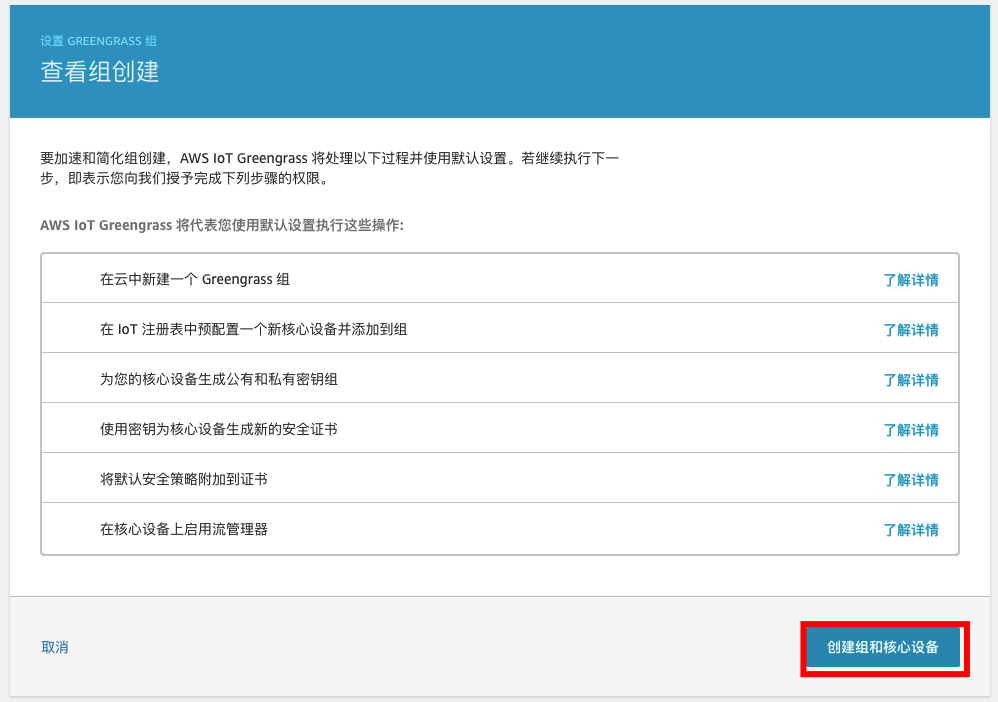 设置 GREENGRASS 组
查看组创建
要加速和简化组创建，AWS IoT Greengrass 将处理以下过程并使用默认设置。若继续执行下一
步，即表示您向我们授予完成下列步骤的权限。
AWS IoT Greengrass 将代表您使用默认设置执行这些操作:
在云中新建一个 Greengrass 组 了解详情
在 IoT 注册表中预配置一个新核心设备并添加到组 了解详情
为您的核心设备生成公有和私有密钥组 了解详情
使用密钥为核心设备生成新的安全证书 了解详情
将默认安全策略附加到证书 了解详情
在核心设备上启用流管理器 了解详情
取消 创建组和核心设备